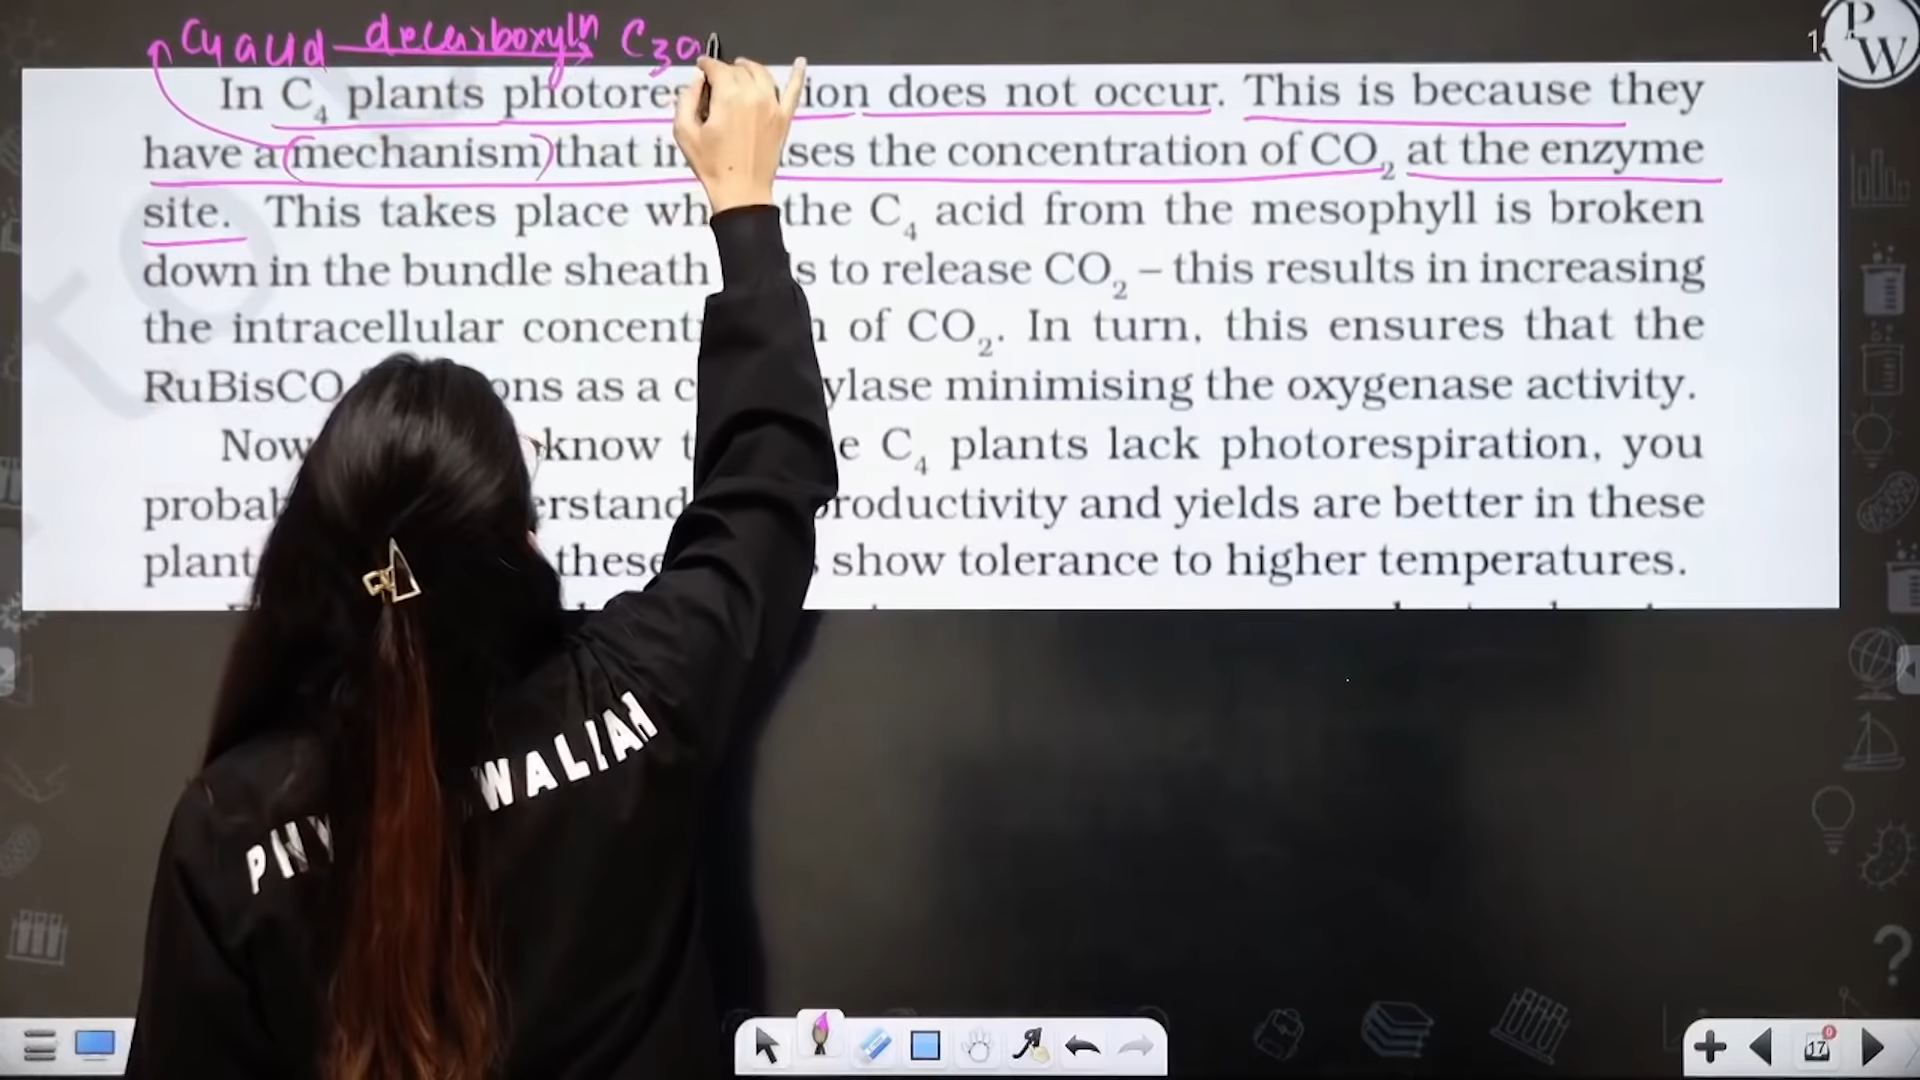 C4 acid decarboxyln C3a
PW
In C4 plants photores ion does not occur. This is because they
have a mechanism that in ses the concentration of CO2 at the enzyme
site. This takes place wh the C4 acid from the mesophyll is broken
down in the bundle sheath s to release CO2 – this results in increasing
the intracellular concent n of CO2. In turn, this ensures that the
RuBisCO ons as a c ylase minimising the oxygenase activity.
Now know t e C4 plants lack photorespiration, you
probab erstand roductivity and yields are better in these
plant these show tolerance to higher temperatures.
PHY WALLAH
17